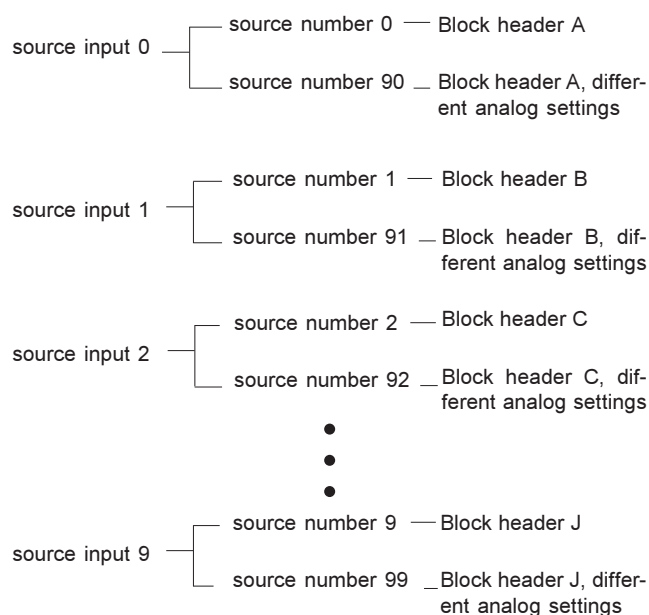 source number 0 Block header A
source input 0
source number 90 Block header A, differ-
ent analog settings
source number 1 Block header B
source input 1
source number 91 Block header B, dif-
ferent analog settings
source number 2 Block header C
source input 2
source number 92 Block header C, dif-
ferent analog settings
source number 9 Block header J
source input 9
source number 99 Block header J, differ-
ent analog settings